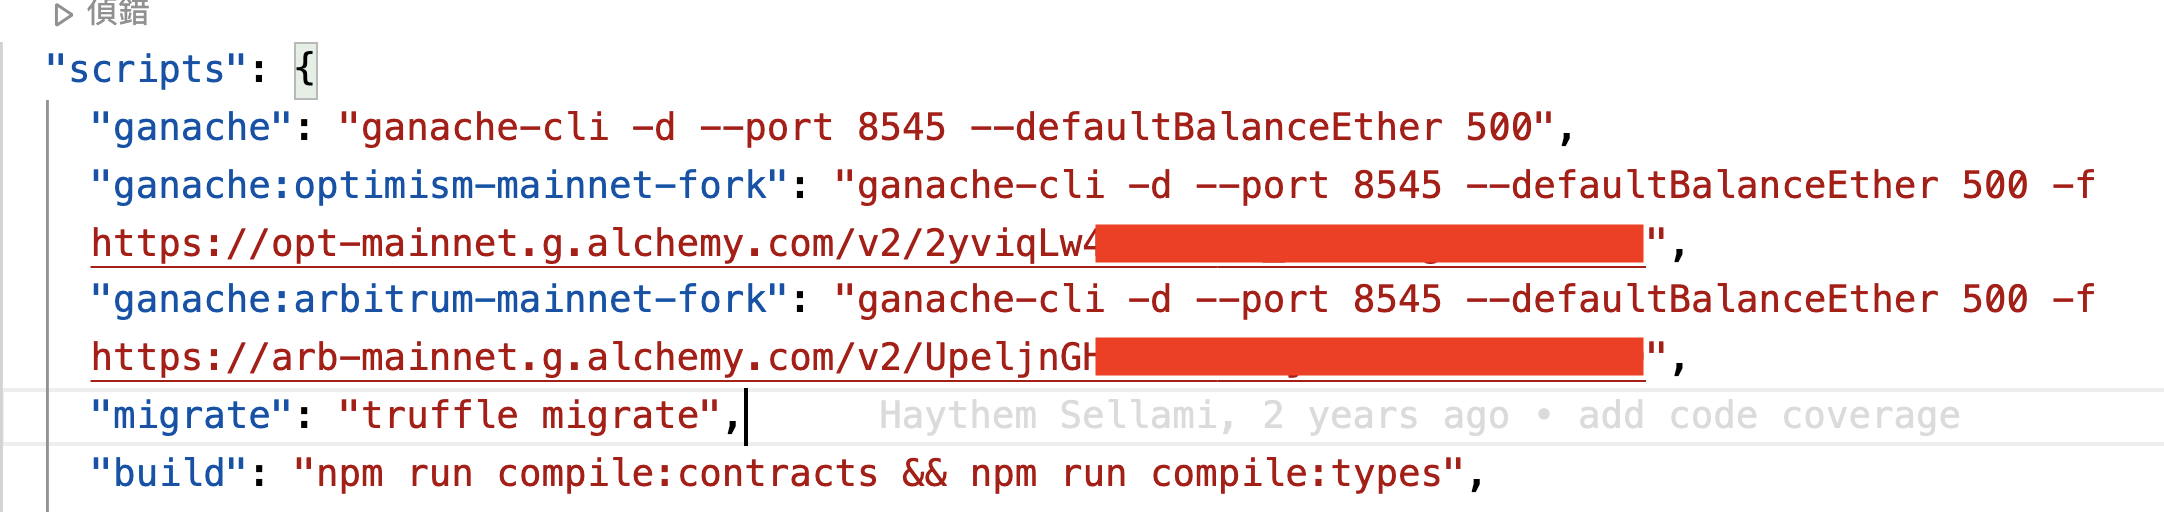 偵錯
"scripts": {
"ganache": "ganache-cli -d --port 8545 --defaultBalanceEther 500",
"ganache:optimism-mainnet-fork": "ganache-cli -d --port 8545 --defaultBalanceEther 500 -f
https://opt-mainnet.g.alchemy.com/v2/2yviqLw4 ",
"ganache:arbitrum-mainnet-fork": "ganache-cli -d --port 8545 --defaultBalanceEther 500 -f
https://arb-mainnet.g.alchemy.com/v2/UpeljnGH ",
"migrate": "truffle migrate", Haythem Sellami, 2 years ago • add code coverage
"build": "npm run compile:contracts && npm run compile:types",